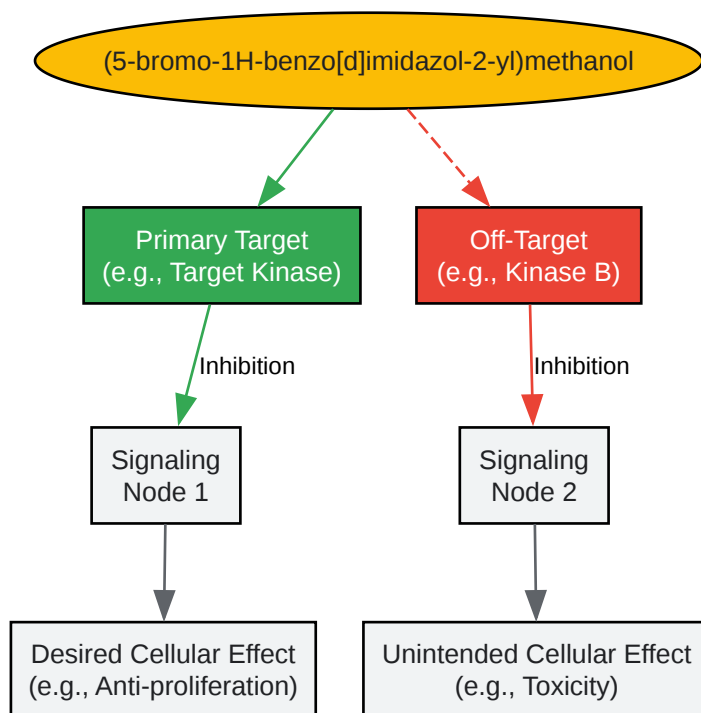 (5-bromo-1H-benzo[d]imidazol-2-yl)methanol
Primary Target
(e.g., Target Kinase)
Off-Target
(e.g., Kinase B)
Inhibition
Inhibition
Signaling
Node 1
Signaling
Node 2
Desired Cellular Effect
(e.g., Anti-proliferation)
Unintended Cellular Effect
(e.g., Toxicity)